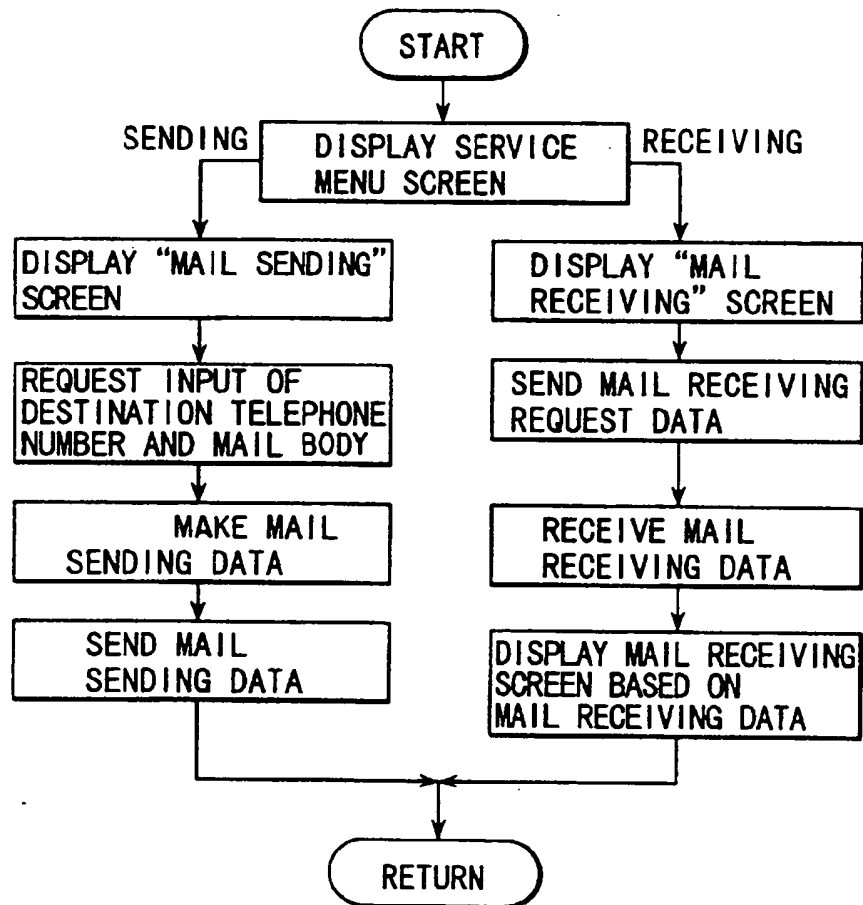 START
SENDING
RECEIVING
DISPLAY SERVICE
MENU SCREEN
DISPLAY “MAIL SENDING”
SCREEN
REQUEST INPUT OF
DESTINATION TELEPHONE
NUMBER AND MAIL BODY
MAKE MAIL
SENDING DATA
SEND MAIL
SENDING DATA
DISPLAY “MAIL
RECEIVING” SCREEN
SEND MAIL RECEIVING
REQUEST DATA
RECEIVE MAIL
RECEIVING DATA
DISPLAY MAIL RECEIVING
SCREEN BASED ON
MAIL RECEIVING DATA
RETURN